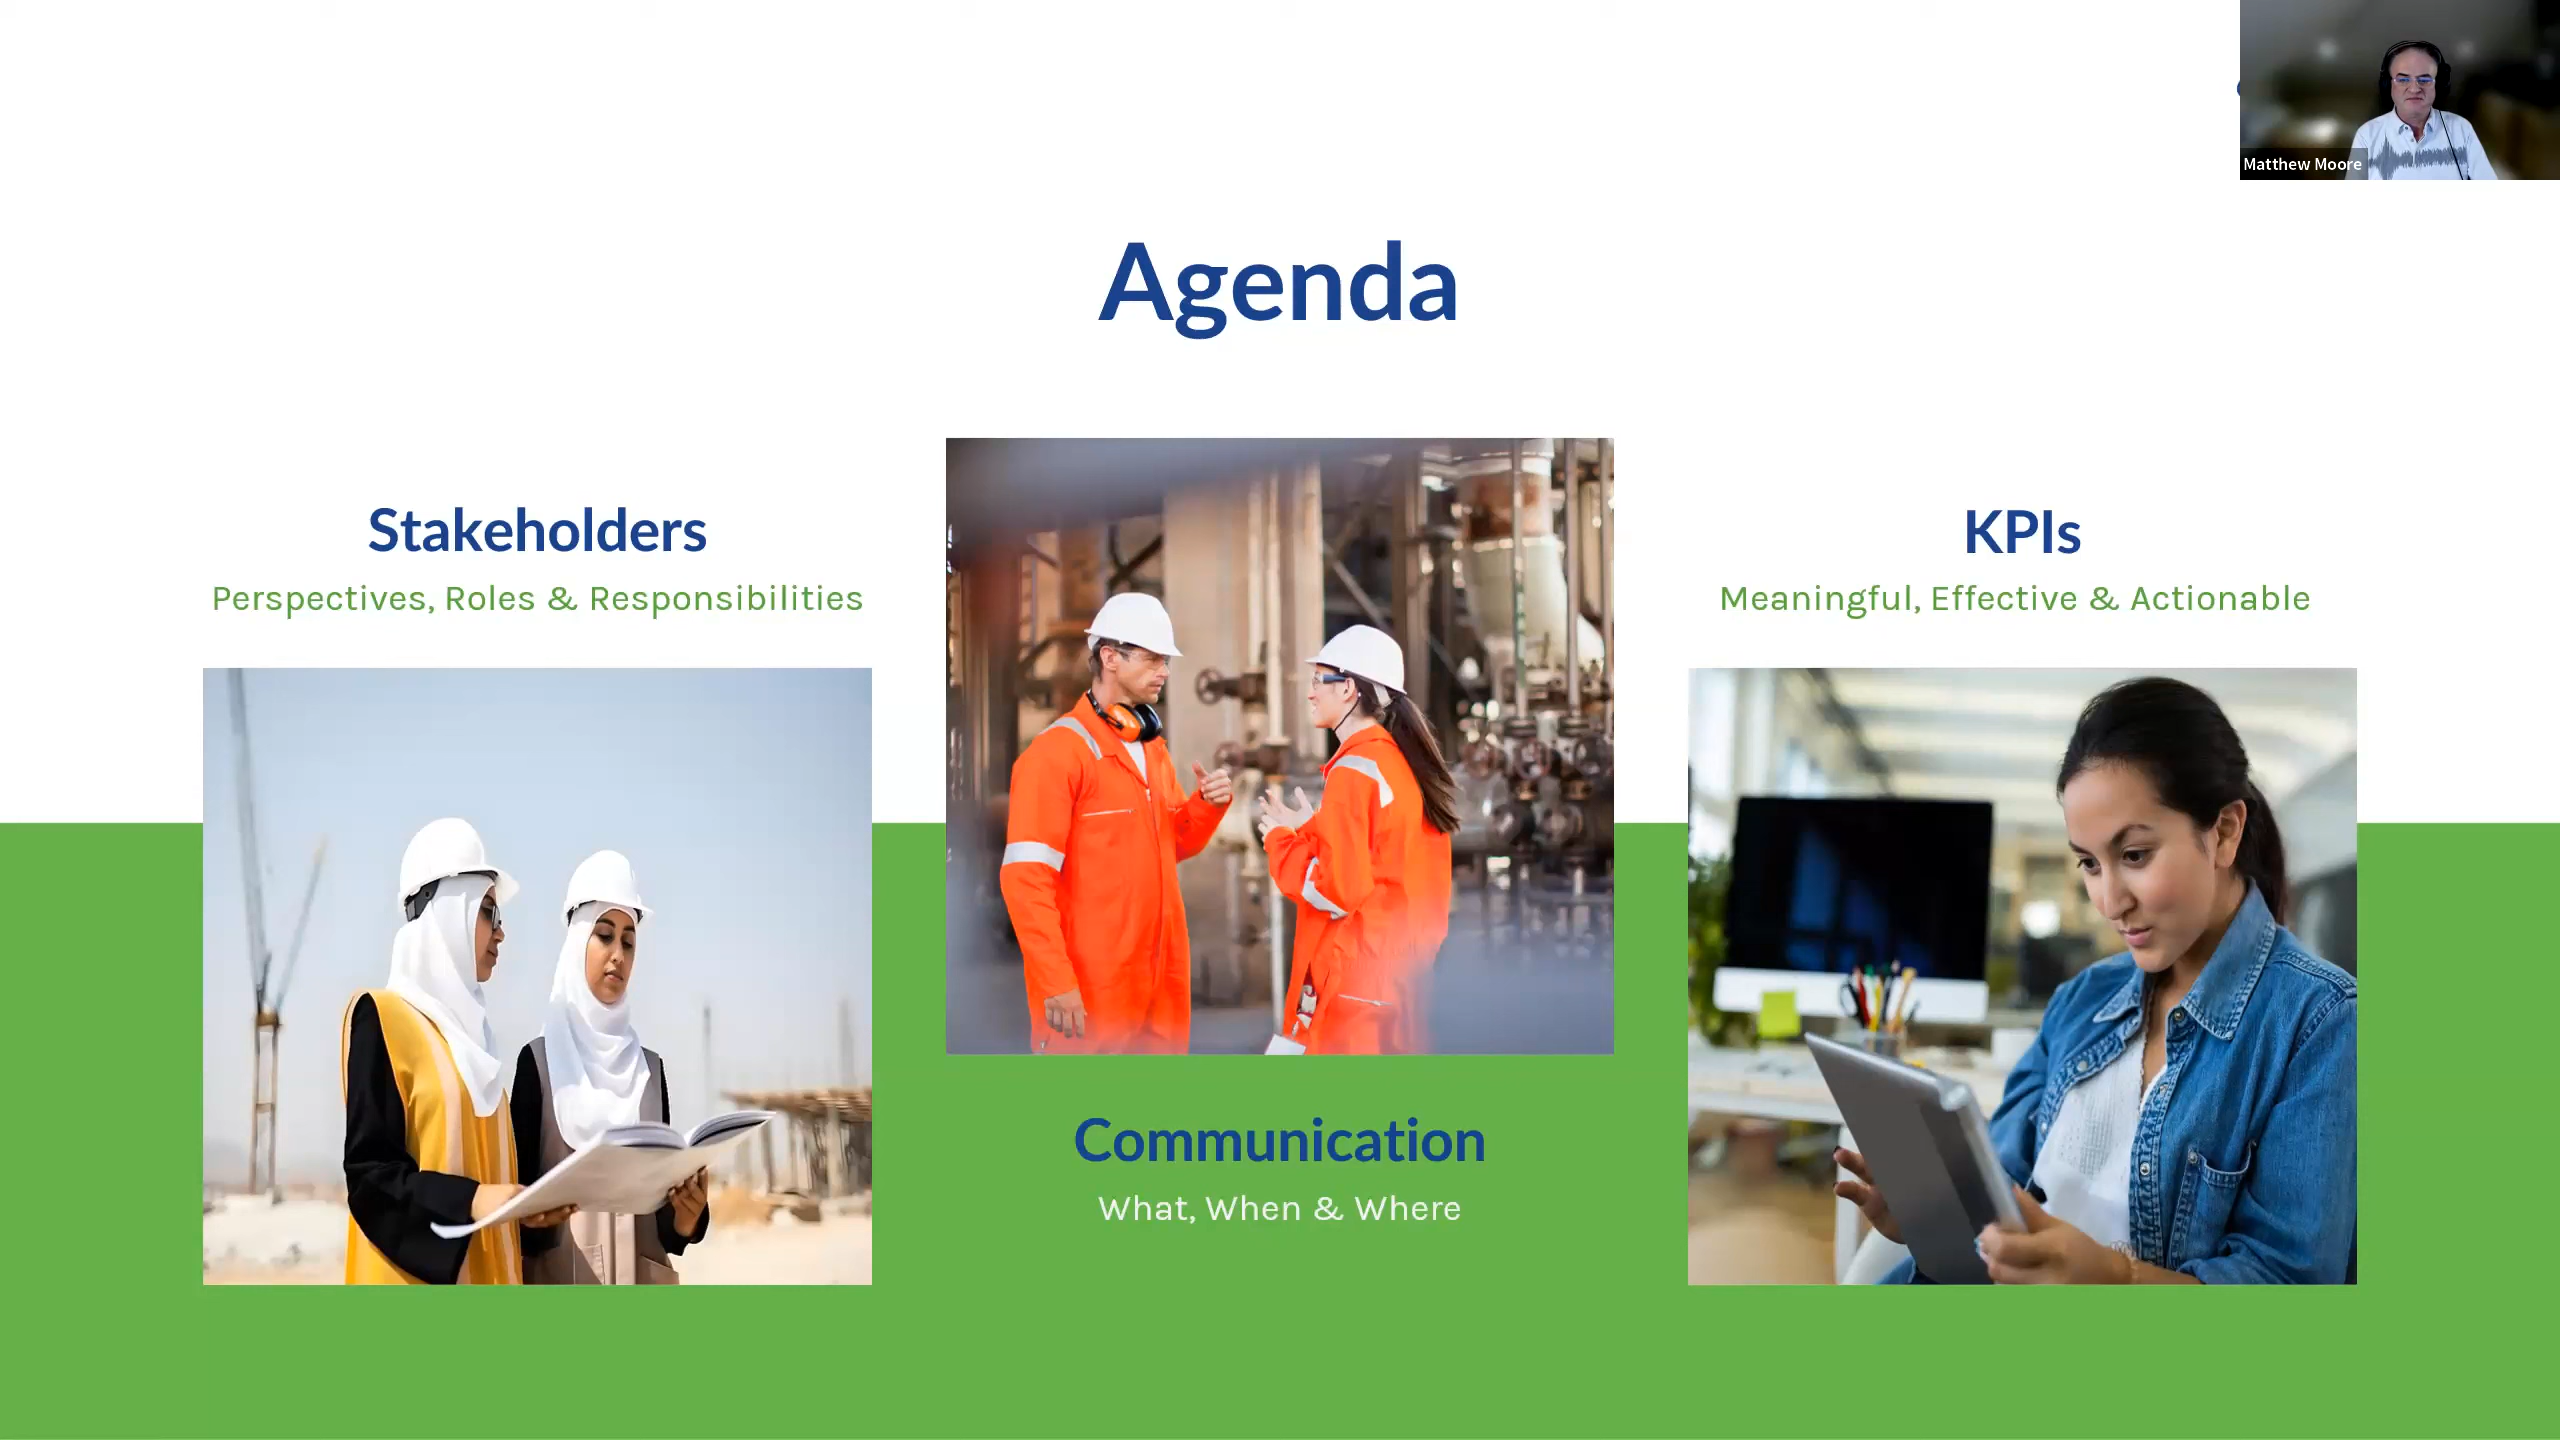 Matthew Moore
Agenda
Stakeholders
Perspectives, Roles & Responsibilities
KPIs
Meaningful, Effective & Actionable
Communication
What, When & Where